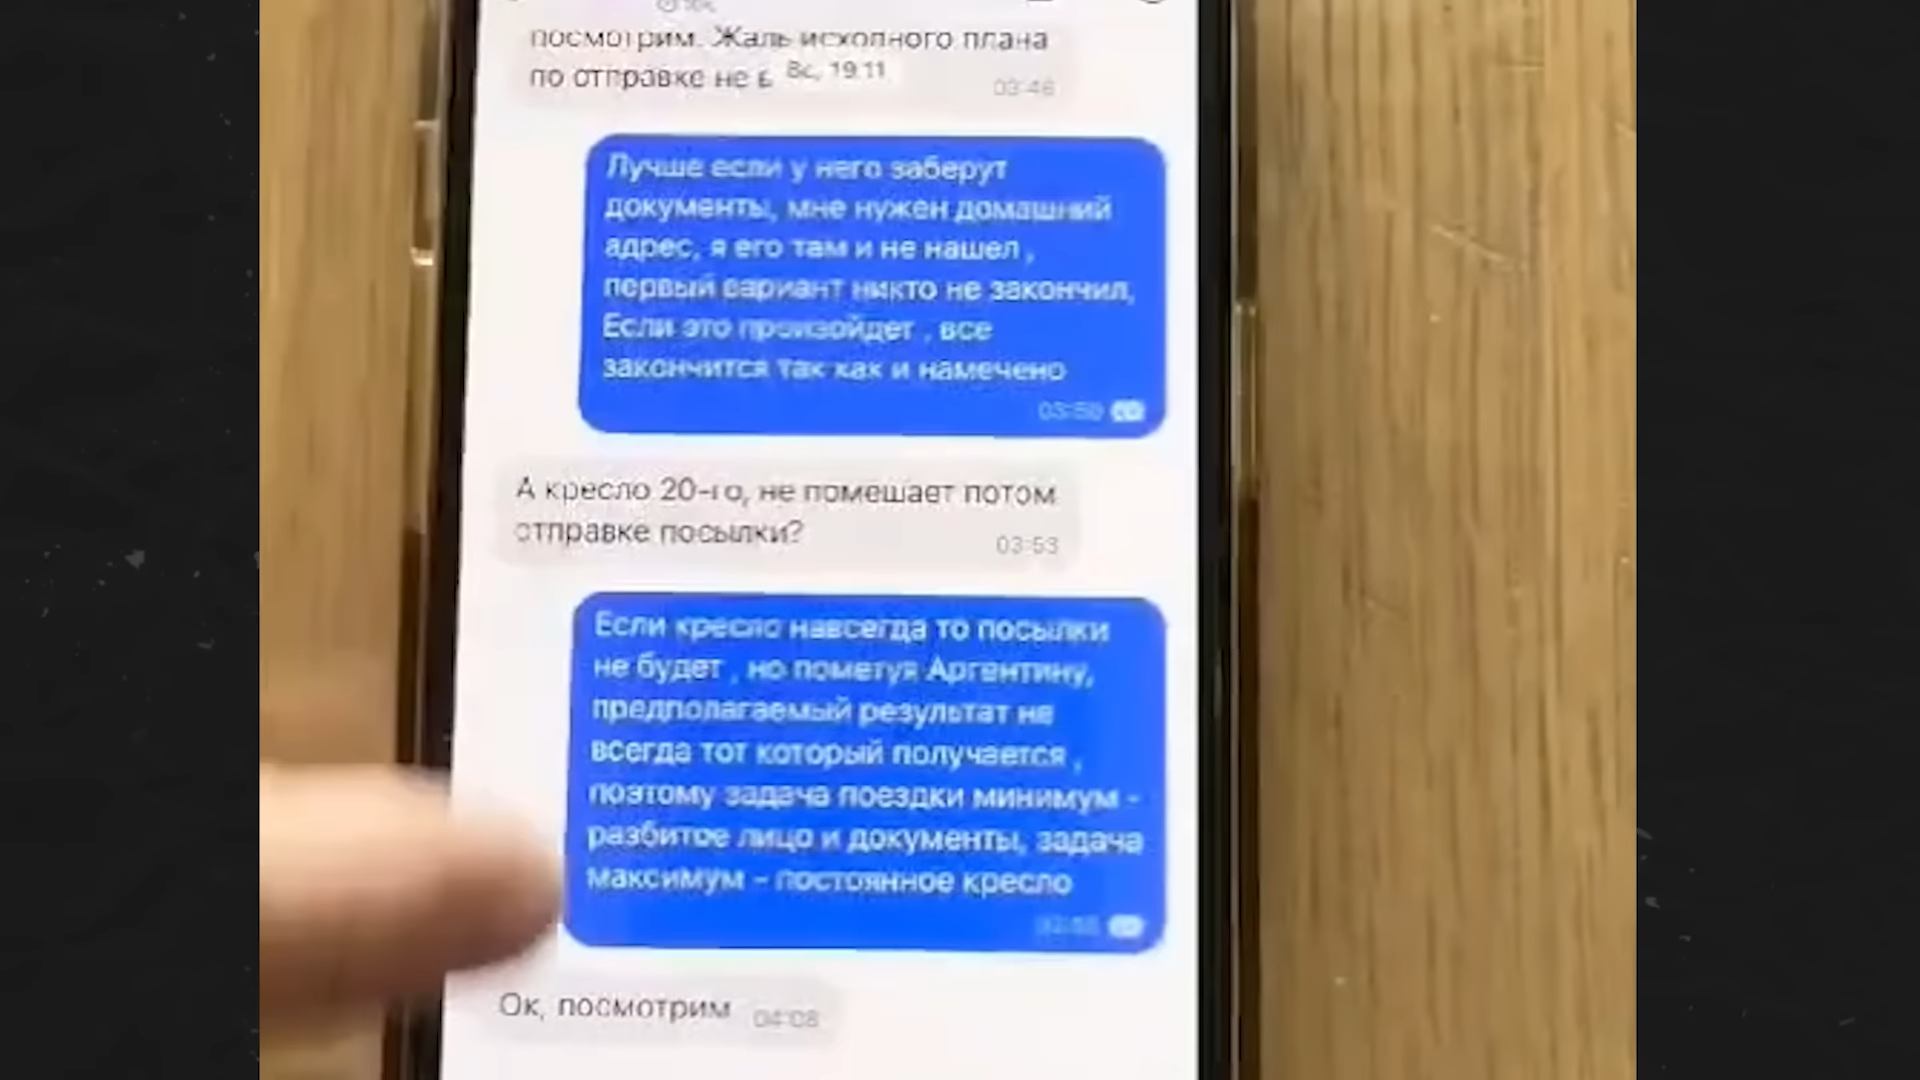 посмотрим. Жаль исходного плана
по отправке не в
Вс, 19.11
03:48
Лучше если у него заберут
документы, мне нужен домашний
адрес, я его там и не нашел ,
первый вариант никто не закончил,
Если это произойдет , все
закончится так как и намечено
03:50
А кресло 20-го, не помешает потом
отправке посылки?
03:53
Если кресло навсегда то посылки
не будет , но пометуя Аргентину,
предполагаемый результат не
всегда тот который получается ,
поэтому задача поездки минимум -
разбитое лицо и документы, задача
максимум - постоянное кресло
Ок, посмотрим
04:08